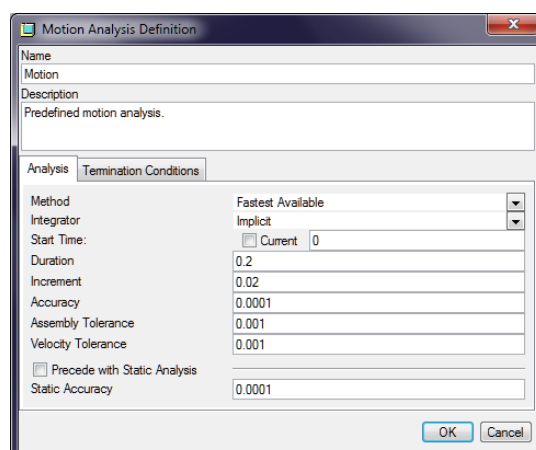 Motion Analysis Definition
Name
Motion
Description
Predefined motion analysis.
Analysis Termination Conditions
Method Fastest Available
Integrator Implicit
Start Time: Current 0
Duration 0.2
Increment 0.02
Accuracy 0.0001
Assembly Tolerance 0.001
Velocity Tolerance 0.001
Precede with Static Analysis
Static Accuracy 0.0001
OK Cancel